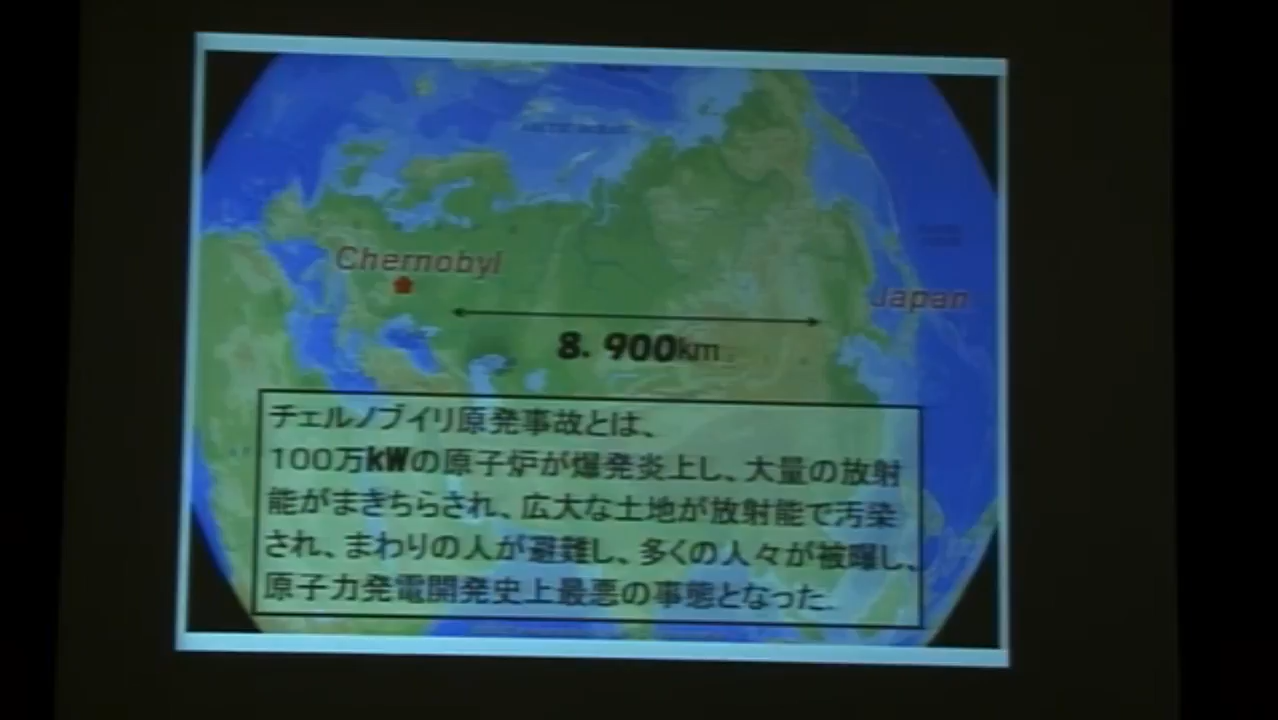 ARCTIC OCEAN
Chernobyl
Japan
8.900km
チェルノブイリ原発事故とは、
100万kWの原子炉が爆発炎上し、大量の放射
能がまきちらされ、広大な土地が放射能で汚染
され、まわりの人が避難し、多くの人々が被曝し、
原子力発電開発史上最悪の事態となった.